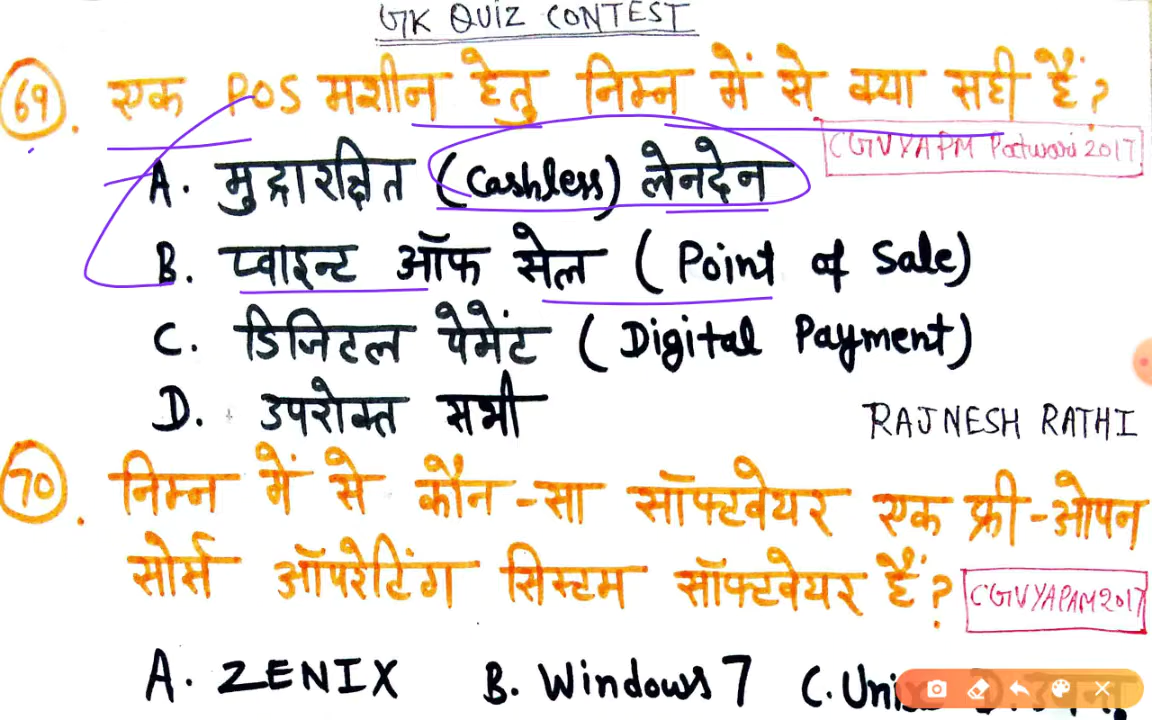 GK QUIZ CONTEST
69. एक POS मशीन हेतु निम्न में से क्या सही हैं?
CGVYAPM Patwari 2017
A. मुद्रारक्षित (Cashless) लेनदेन
B. प्वाइन्ट ऑफ सेल (Point of Sale)
C. डिजिटल पेमेंट (Digital Payment)
D. उपरोक्त सभी
RAJNESH RATHI
70. निम्न में से कौन-सा सॉफ्टवेयर एक फ्री-ओपन
सोर्स ऑपरेटिंग सिस्टम सॉफ्टवेयर हैं?
CGVYAPAM 2017
A. ZENIX B. Windows 7 C. Unix D.